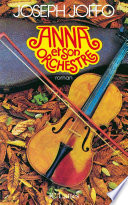 JOSEPH JOFFO
ANNA
et son
ORCHESTRE
roman